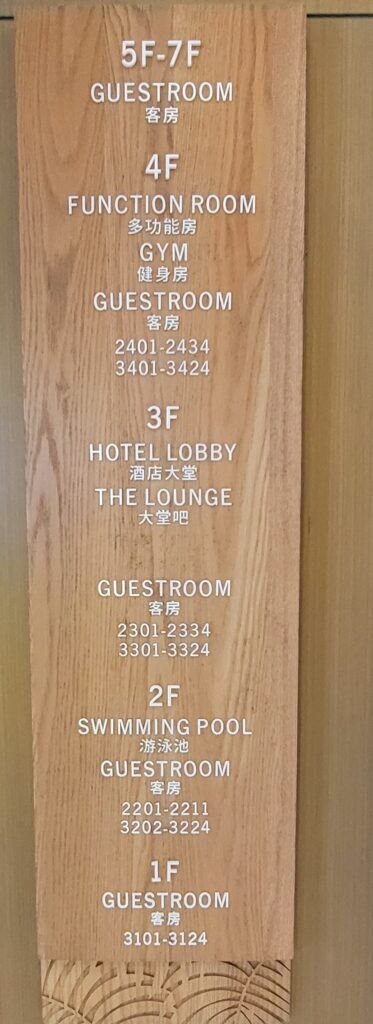 5F-7F
GUESTROOM
客房
4F
FUNCTION ROOM
多功能房
GYM
健身房
GUESTROOM
客房
2401-2434
3401-3424
3F
HOTEL LOBBY
酒店大堂
THE LOUNGE
大堂吧
GUESTROOM
客房
2301-2334
3301-3324
2F
SWIMMING POOL
游泳池
GUESTROOM
客房
2201-2211
3202-3224
1F
GUESTROOM
客房
3101-3124